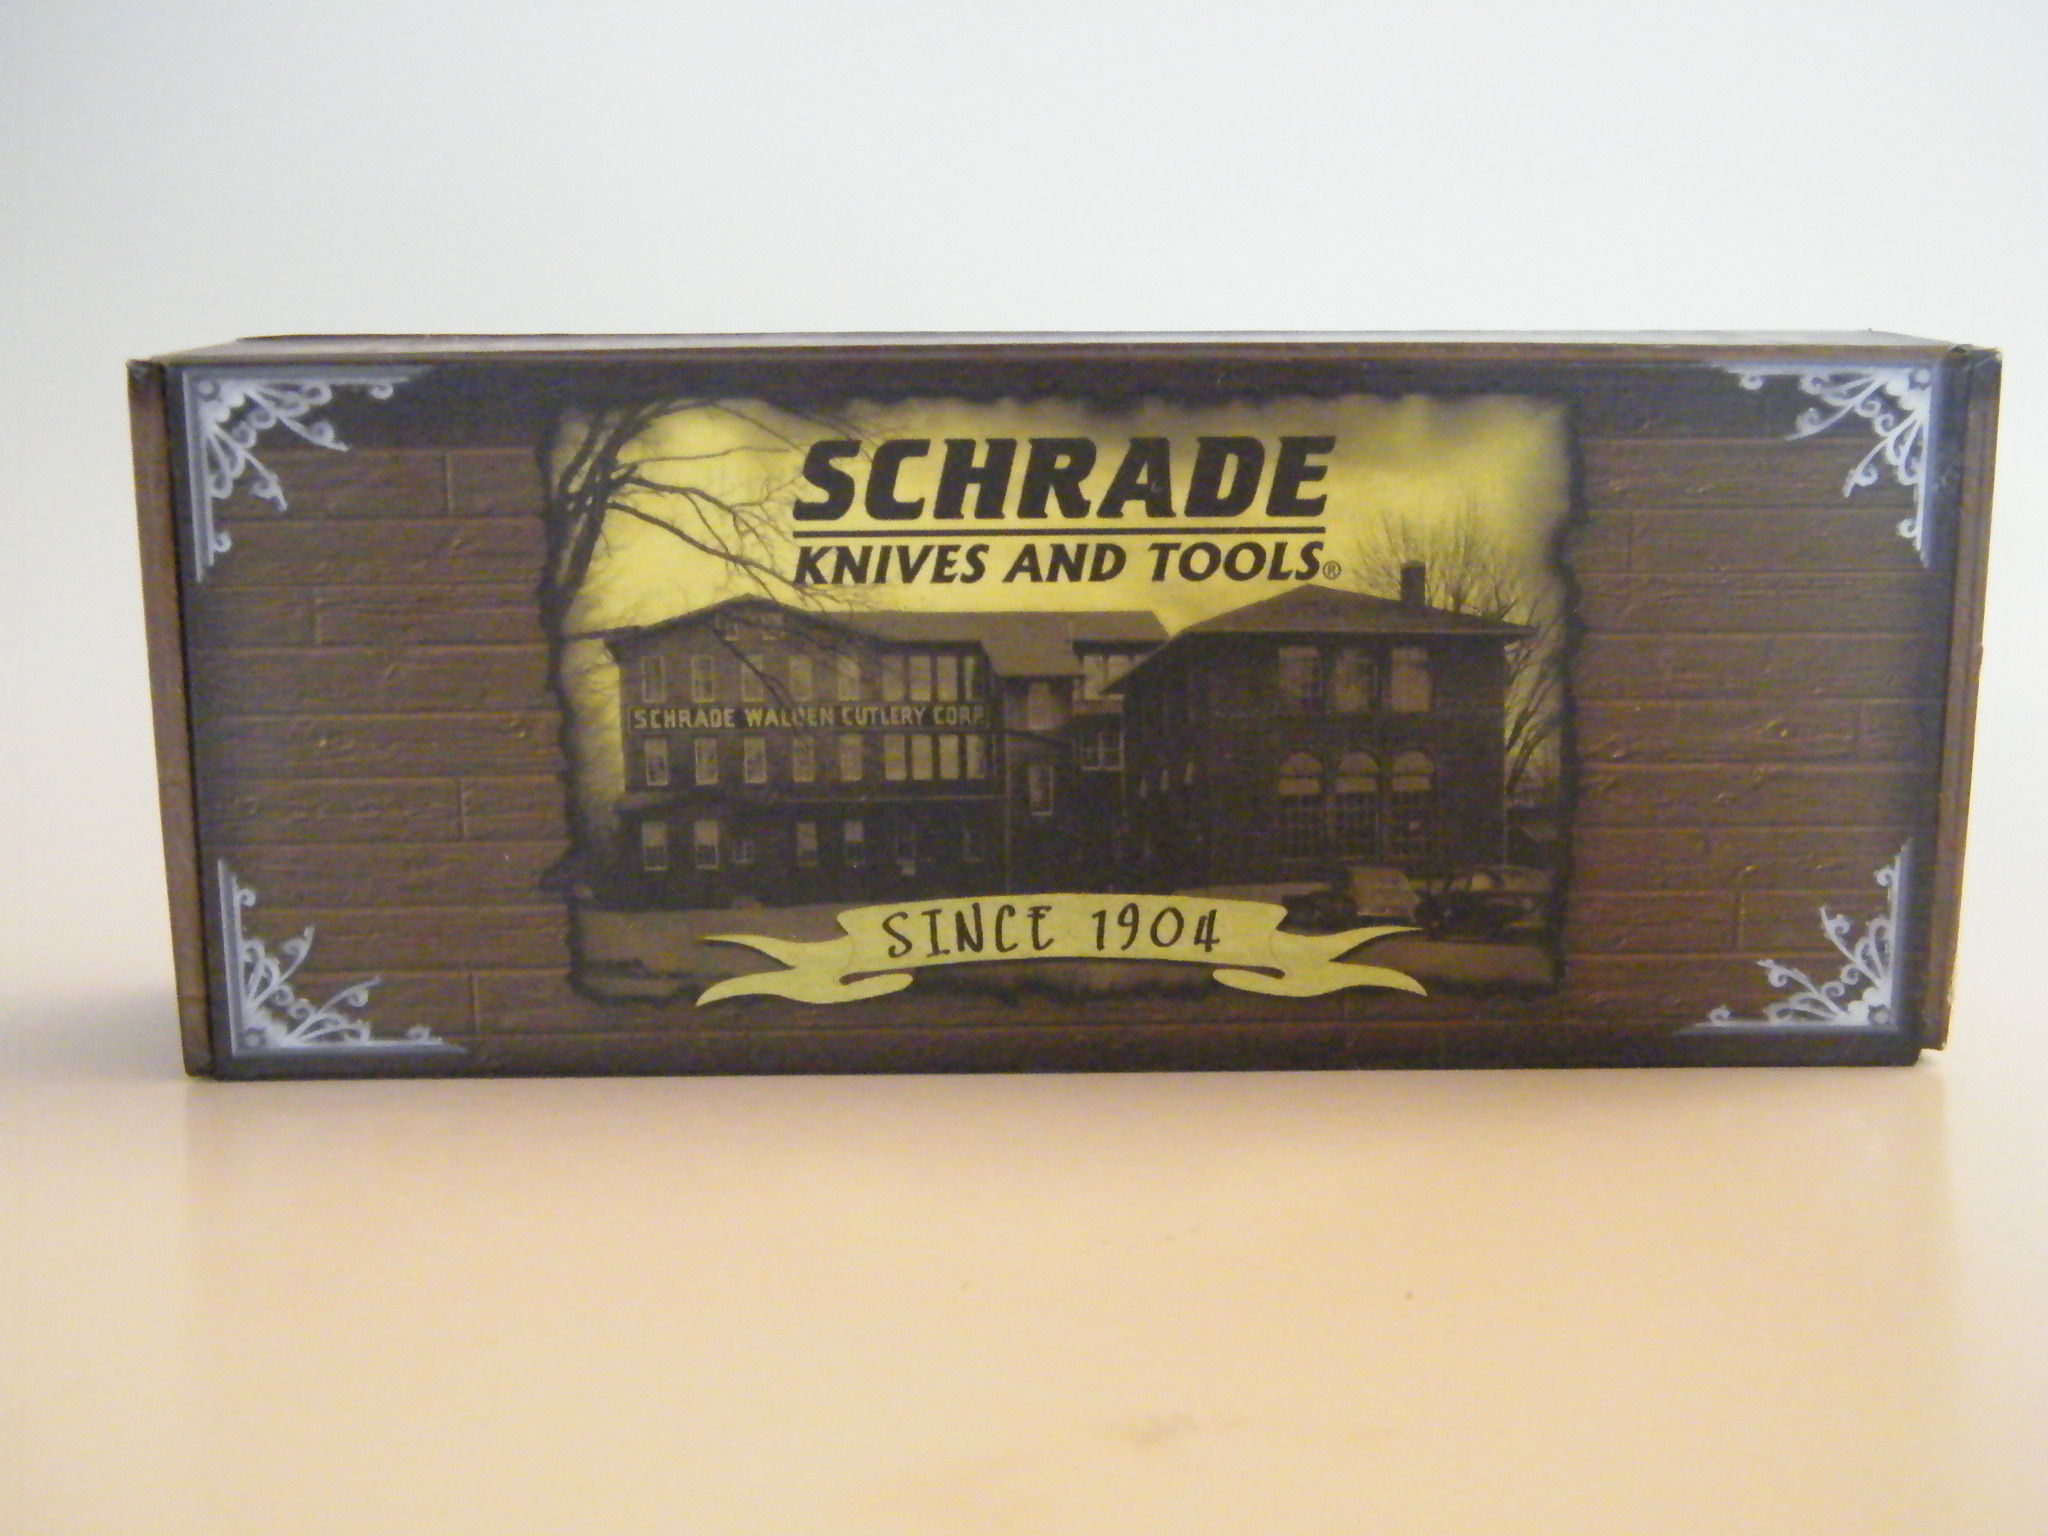 SCHRADE
KNIVES AND TOOLS®
SCHRADE WALDEN CUTLERY CORP.
SINCE 1904